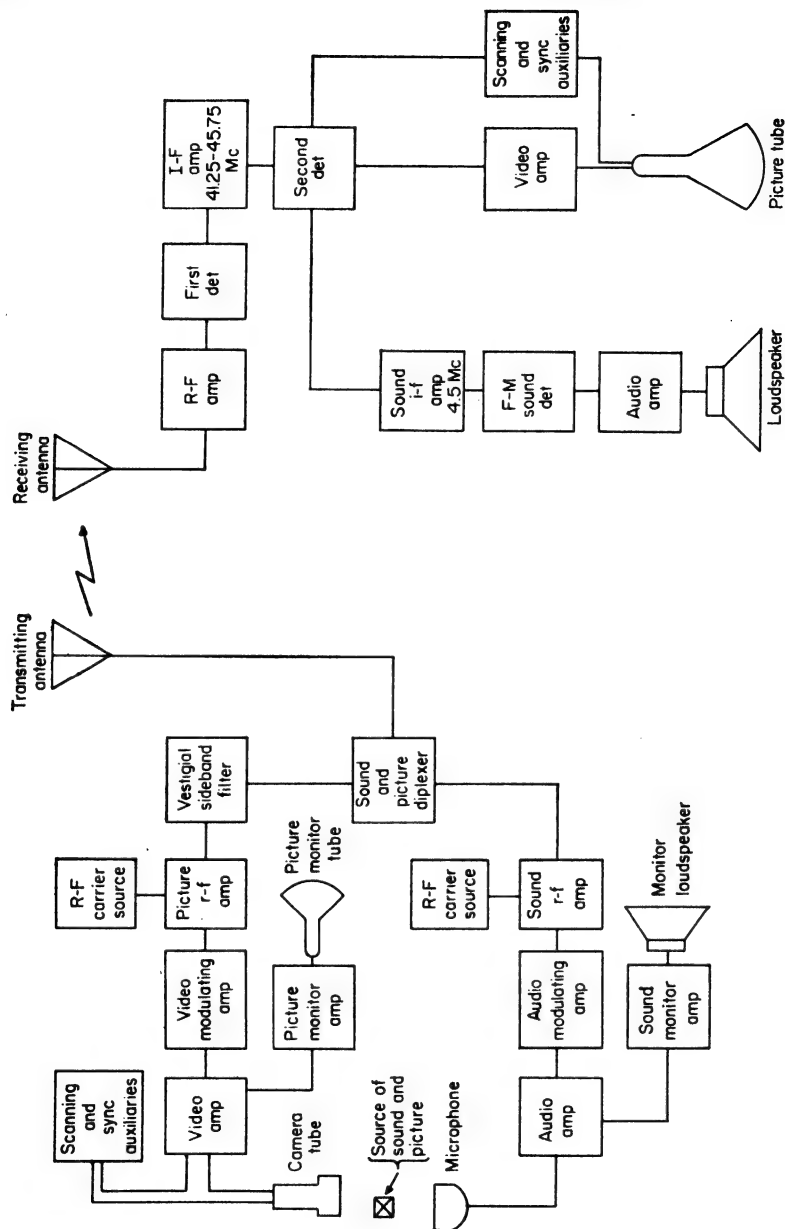 Transmitting
antenna
Receiving
antenna
Scanning
and
sync
auxiliaries
R-F
carrier
source
Video
amp
Video
modulating
amp
Picture
r-f
amp
Vestigial
sideband
filter
Camera
tube
Picture
monitor
amp
Picture
monitor
tube
Source of
sound and
picture
Sound
and
picture
diplexer
Microphone
R-F
carrier
source
Audio
amp
Audio
modulating
amp
Sound
r-f
amp
Sound
monitor
amp
Monitor
loudspeaker
R-F
amp
First
det
I-F
amp
41.25-45.75
Mc
Second
det
Sound
i-f
amp
4.5 Mc
F-M
sound
det
Audio
amp
Loudspeaker
Video
amp
Scanning
and
sync
auxiliaries
Picture tube